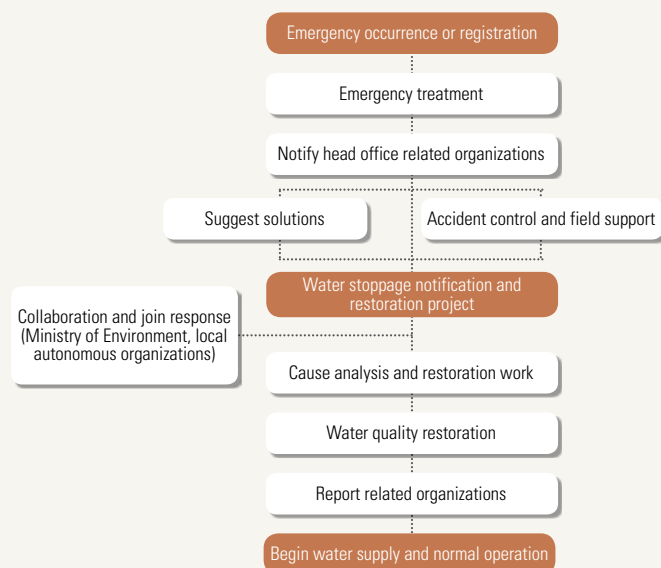 Emergency occurrence or registration
Emergency treatment
Notify head office related organizations
Suggest solutions
Accident control and field support
Water stoppage notification and
restoration project
Collaboration and join response
(Ministry of Environment, local
autonomous organizations)
Cause analysis and restoration work
Water quality restoration
Report related organizations
Begin water supply and normal operation